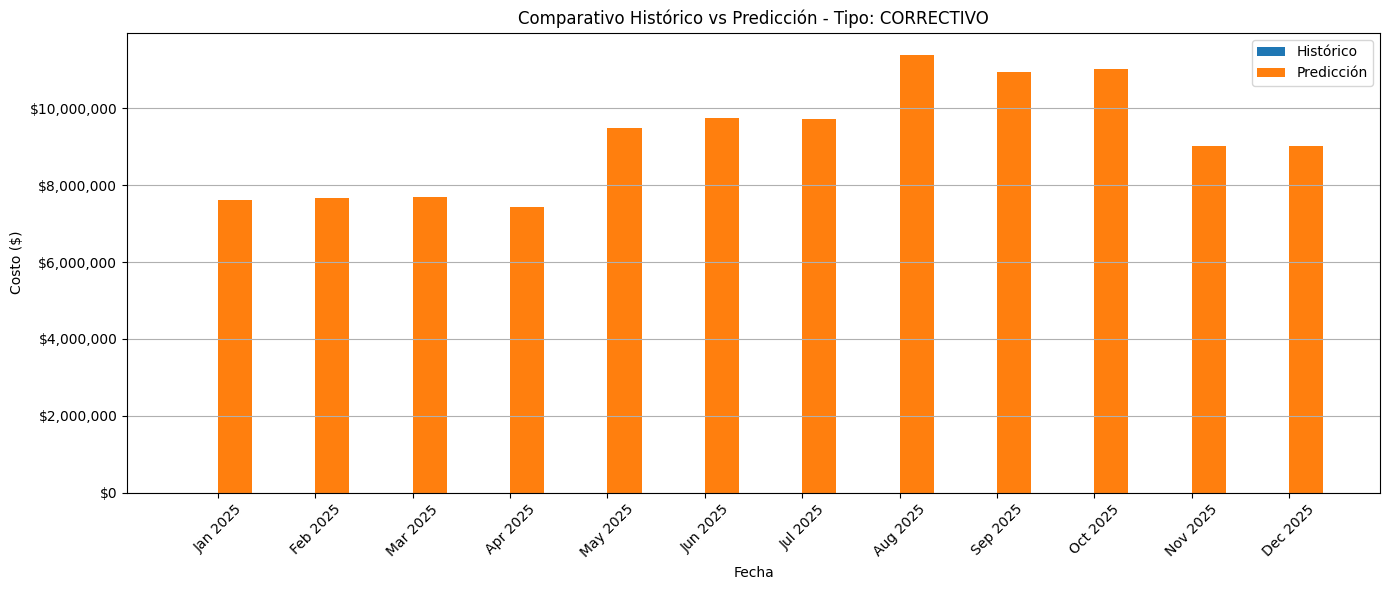 Comparativo Histórico vs Predicción - Tipo: CORRECTIVO
Histórico
Predicción
Costo ($)
$10,000,000
$8,000,000
$6,000,000
$4,000,000
$2,000,000
$0
Jan 2025
Feb 2025
Mar 2025
Apr 2025
May 2025
Jun 2025
Jul 2025
Aug 2025
Sep 2025
Oct 2025
Nov 2025
Dec 2025
Fecha